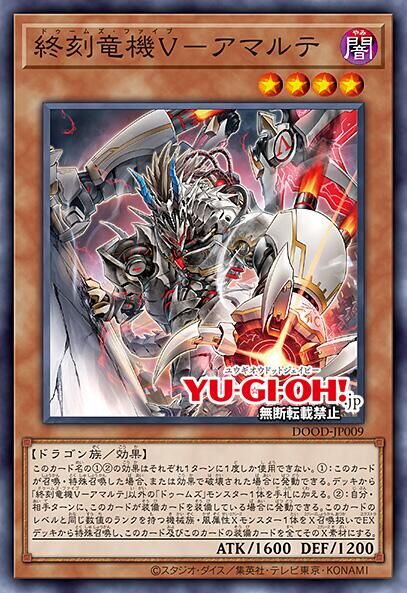 ドゥームズ・ファイブ
終刻竜機Ⅴ－アマルテ
やみ
闇
ユウギオウドットジェイピー
YU-GI-OH!.jp
無断転載禁止
DOOD-JP009
【ドラゴン族／効果】
このカード名の①②の効果はそれぞれ1ターンに1度しか使用できない。①：このカード
が召喚・特殊召喚した場合、または効果で破壊された場合に発動できる。デッキから
「終刻竜機Ⅴ－アマルテ」以外の「ドゥームズ」モンスター1体を手札に加える。②：自分・
相手ターンに、このカードが装備カードを装備している場合に発動できる。このカードの
レベルと同じ数値のランクを持つ機械族・風属性Xモンスター1体をX召喚扱いでEX
デッキから特殊召喚し、このカード及びこのカードの装備カードを全てそのX素材にする。
ATK/1600 DEF/1200
©スタジオ・ダイス／集英社・テレビ東京・KONAMI